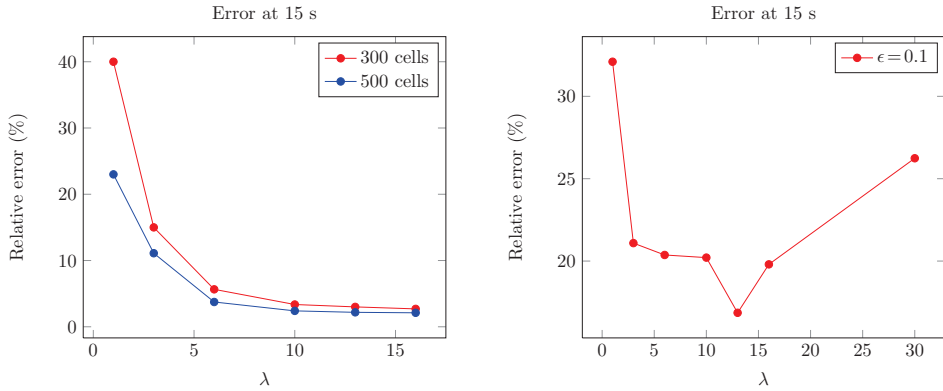 Error at 15 s
300 cells
500 cells
Relative error (%)
40
30
20
10
0
0 5 10 15
λ
Error at 15 s
ϵ = 0.1
Relative error (%)
30
25
20
0 5 10 15 20 25 30
λ